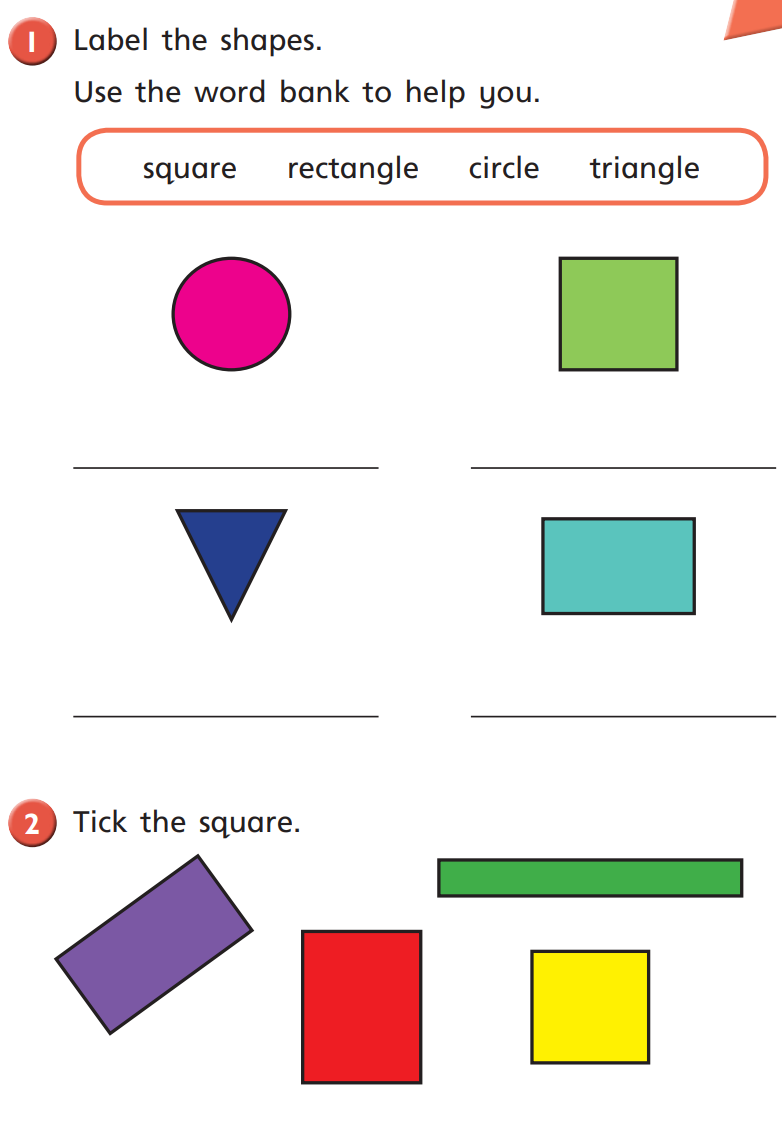 1 Label the shapes.
Use the word bank to help you.
square rectangle circle triangle
2 Tick the square.